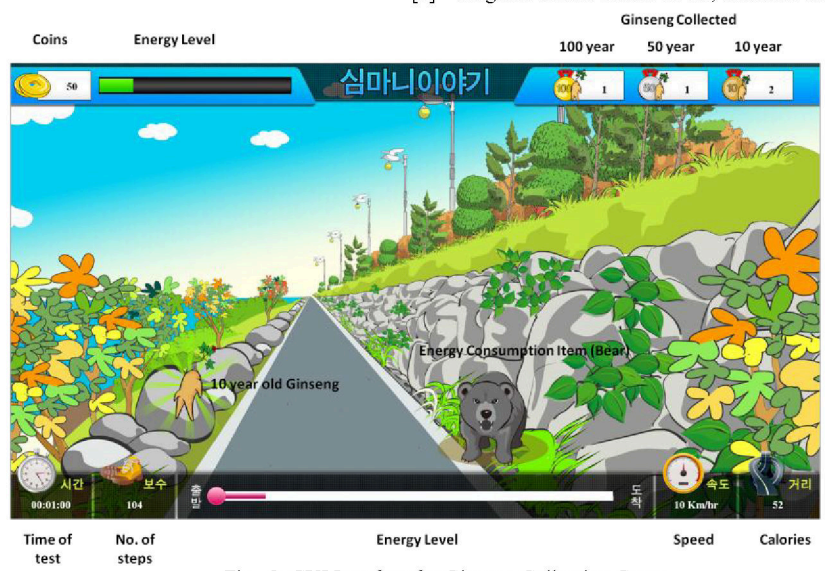 Ginseng Collected
Coins
Energy Level
100 year
50 year
10 year
50
심마니이야기
100
1
50
1
10
2
Energy Consumption Item (Bear)
10 year old Ginseng
시간
00:01:00
보수
104
출발
도착
속도
10 Km/hr
거리
52
Time of
test
No. of
steps
Energy Level
Speed
Calories